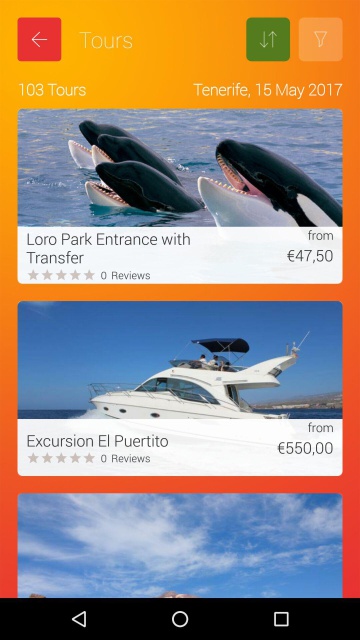 Tours
103 Tours
Tenerife, 15 May 2017
Loro Park Entrance with
Transfer
from
€47,50
0 Reviews
Excursion El Puertito
from
€550,00
0 Reviews